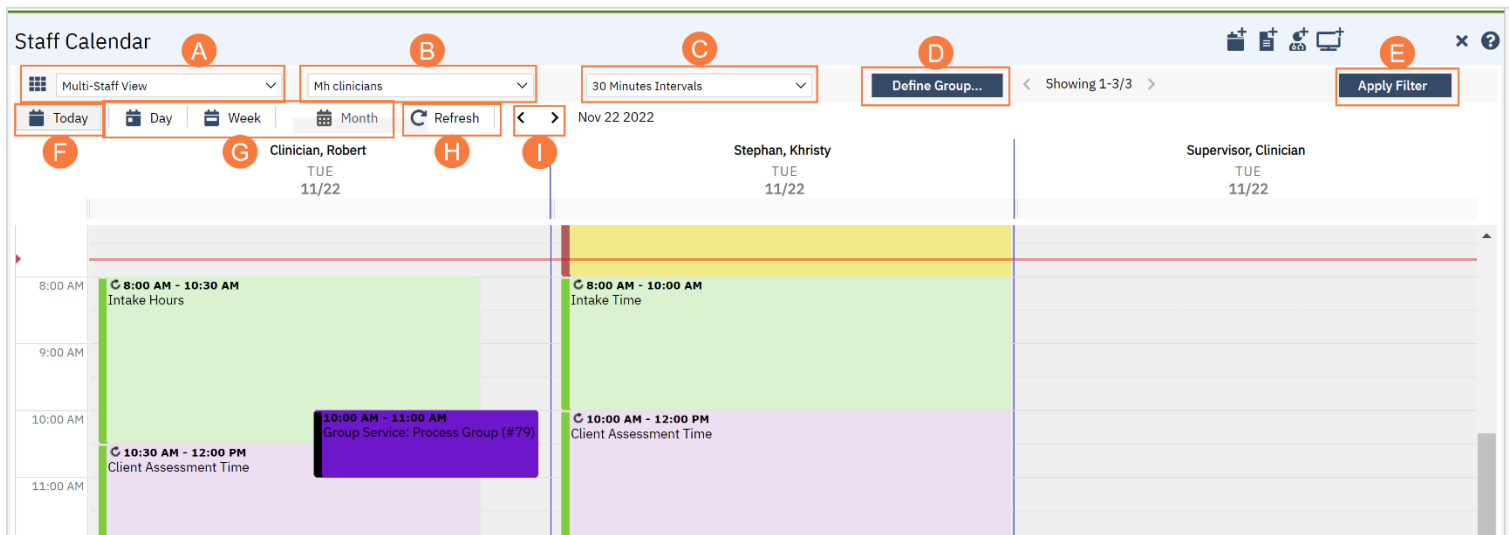 Staff Calendar
A B C D E
Multi-Staff View Mh clinicians 30 Minutes Intervals Define Group... < Showing 1-3/3 > Apply Filter
Today Day Week Month Refresh < > Nov 22 2022
F G H I
Clinician, Robert Stephan, Khristy Supervisor, Clinician
TUE TUE TUE
11/22 11/22 11/22
8:00 AM 8:00 AM - 10:30 AM 8:00 AM - 10:00 AM
Intake Hours Intake Time
9:00 AM
10:00 AM 10:00 AM - 11:00 AM 10:00 AM - 12:00 PM
Group Service: Process Group (#79) Client Assessment Time
10:30 AM - 12:00 PM
Client Assessment Time
11:00 AM